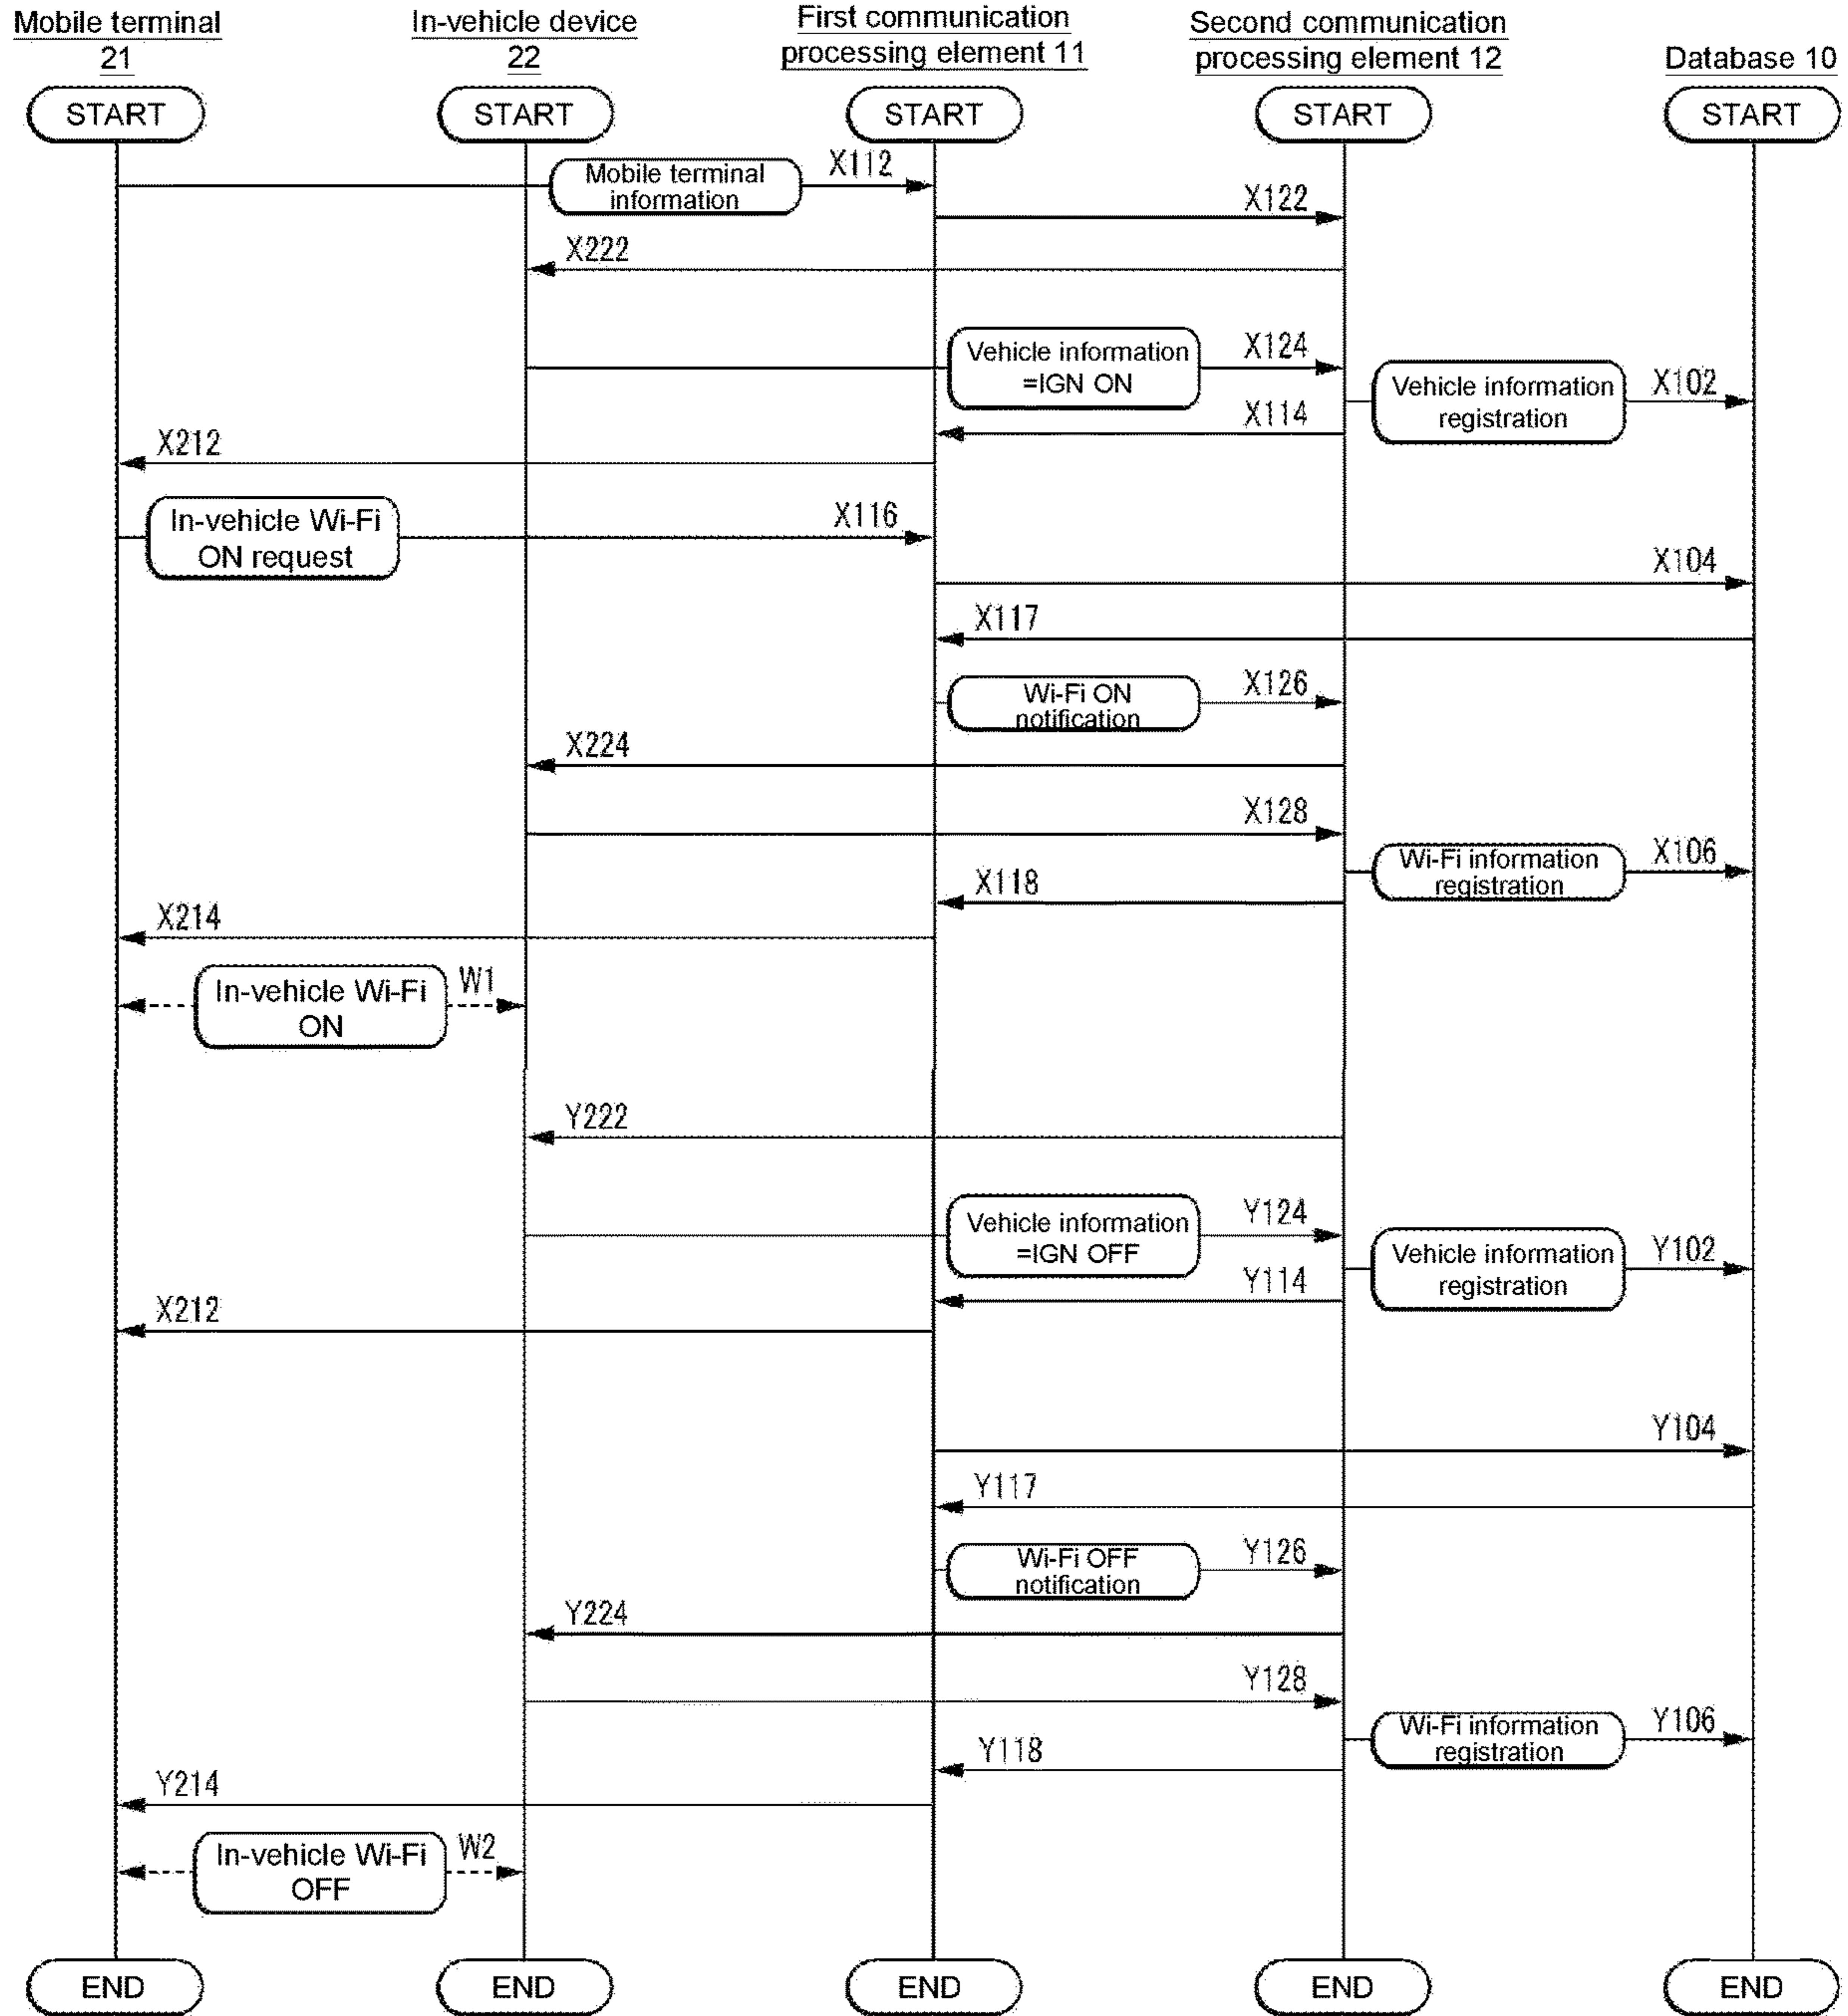 Mobile terminal
21
In-vehicle device
22
First communication
processing element 11
Second communication
processing element 12
Database 10
START
START
START
START
START
Mobile terminal
information
X112
X122
X222
Vehicle information
=IGN ON
X124
Vehicle information
registration
X102
X114
X212
In-vehicle Wi-Fi
ON request
X116
X104
X117
Wi-Fi ON
notification
X126
X224
X128
Wi-Fi information
registration
X106
X118
X214
In-vehicle Wi-Fi
ON
W1
Y222
Vehicle information
=IGN OFF
Y124
Vehicle information
registration
Y102
Y114
X212
Y104
Y117
Wi-Fi OFF
notification
Y126
Y224
Y128
Wi-Fi information
registration
Y106
Y118
Y214
In-vehicle Wi-Fi
OFF
W2
END
END
END
END
END